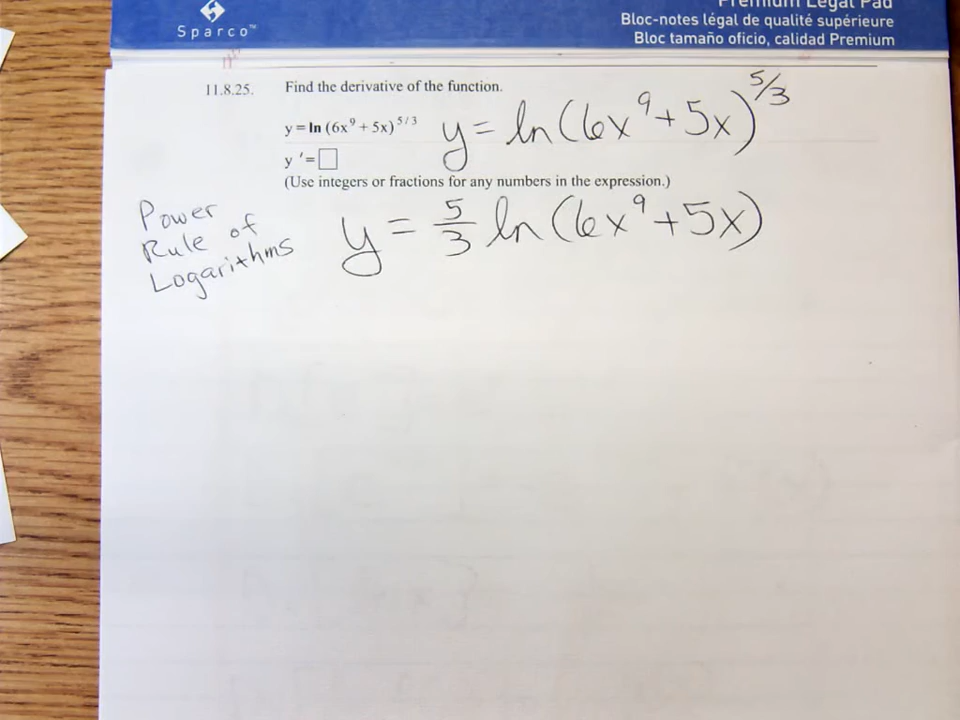 Sparco™
Premium Legal Pad
Bloc-notes légal de qualité supérieure
Bloc tamaño oficio, calidad Premium
11.8.25. Find the derivative of the function.
y = ln (6x⁹ + 5x)^5/3
y = ln(6x⁹+5x)^5/3
y ' = □
(Use integers or fractions for any numbers in the expression.)
Power
Rule of
Logarithms
y = 5/3 ln(6x⁹+5x)